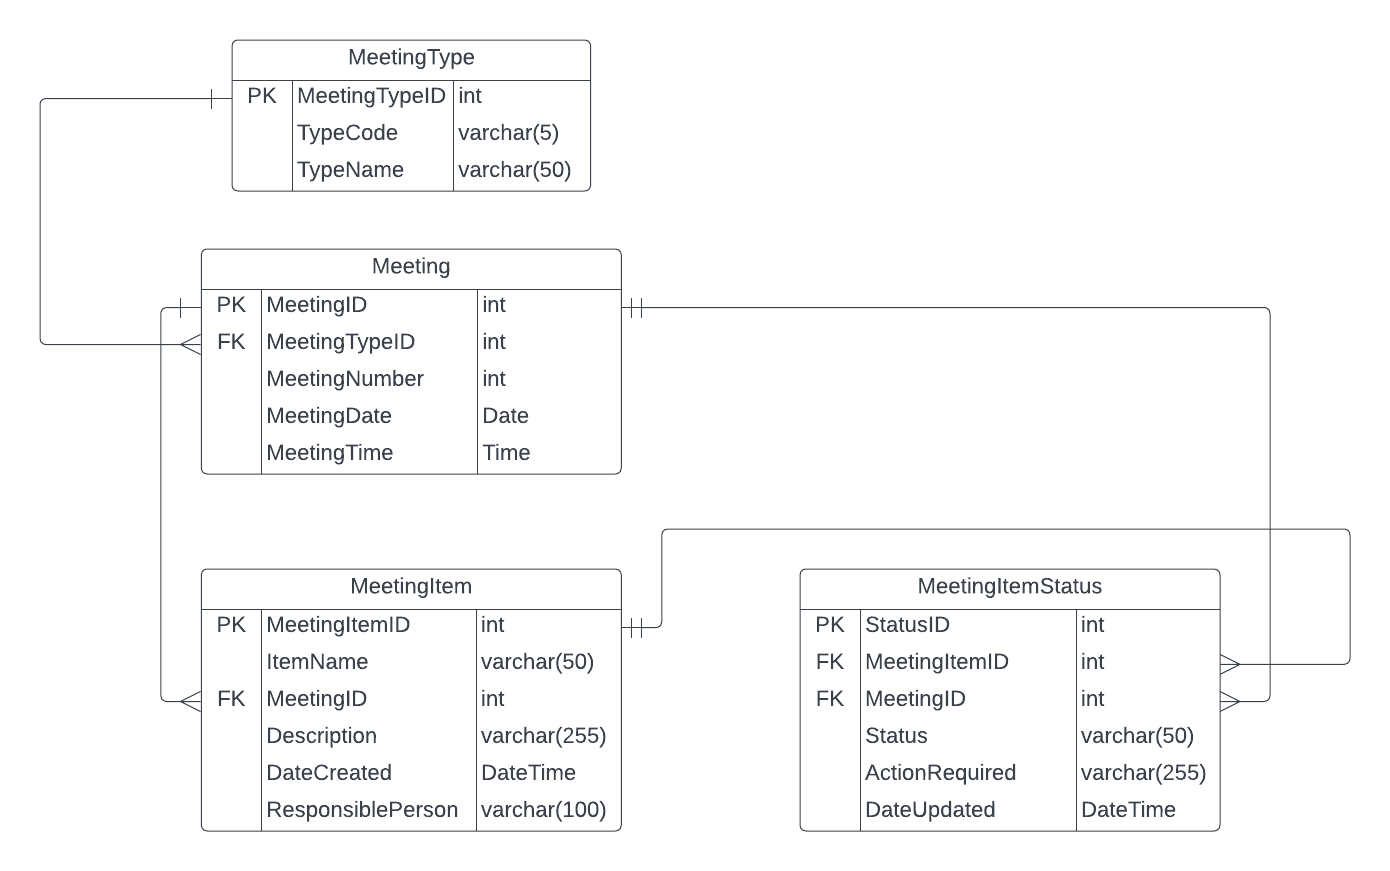 MeetingType
PK MeetingTypeID int
TypeCode varchar(5)
TypeName varchar(50)
Meeting
PK MeetingID int
FK MeetingTypeID int
MeetingNumber int
MeetingDate Date
MeetingTime Time
MeetingItem
PK MeetingItemID int
ItemName varchar(50)
FK MeetingID int
Description varchar(255)
DateCreated DateTime
ResponsiblePerson varchar(100)
MeetingItemStatus
PK StatusID int
FK MeetingItemID int
FK MeetingID int
Status varchar(50)
ActionRequired varchar(255)
DateUpdated DateTime